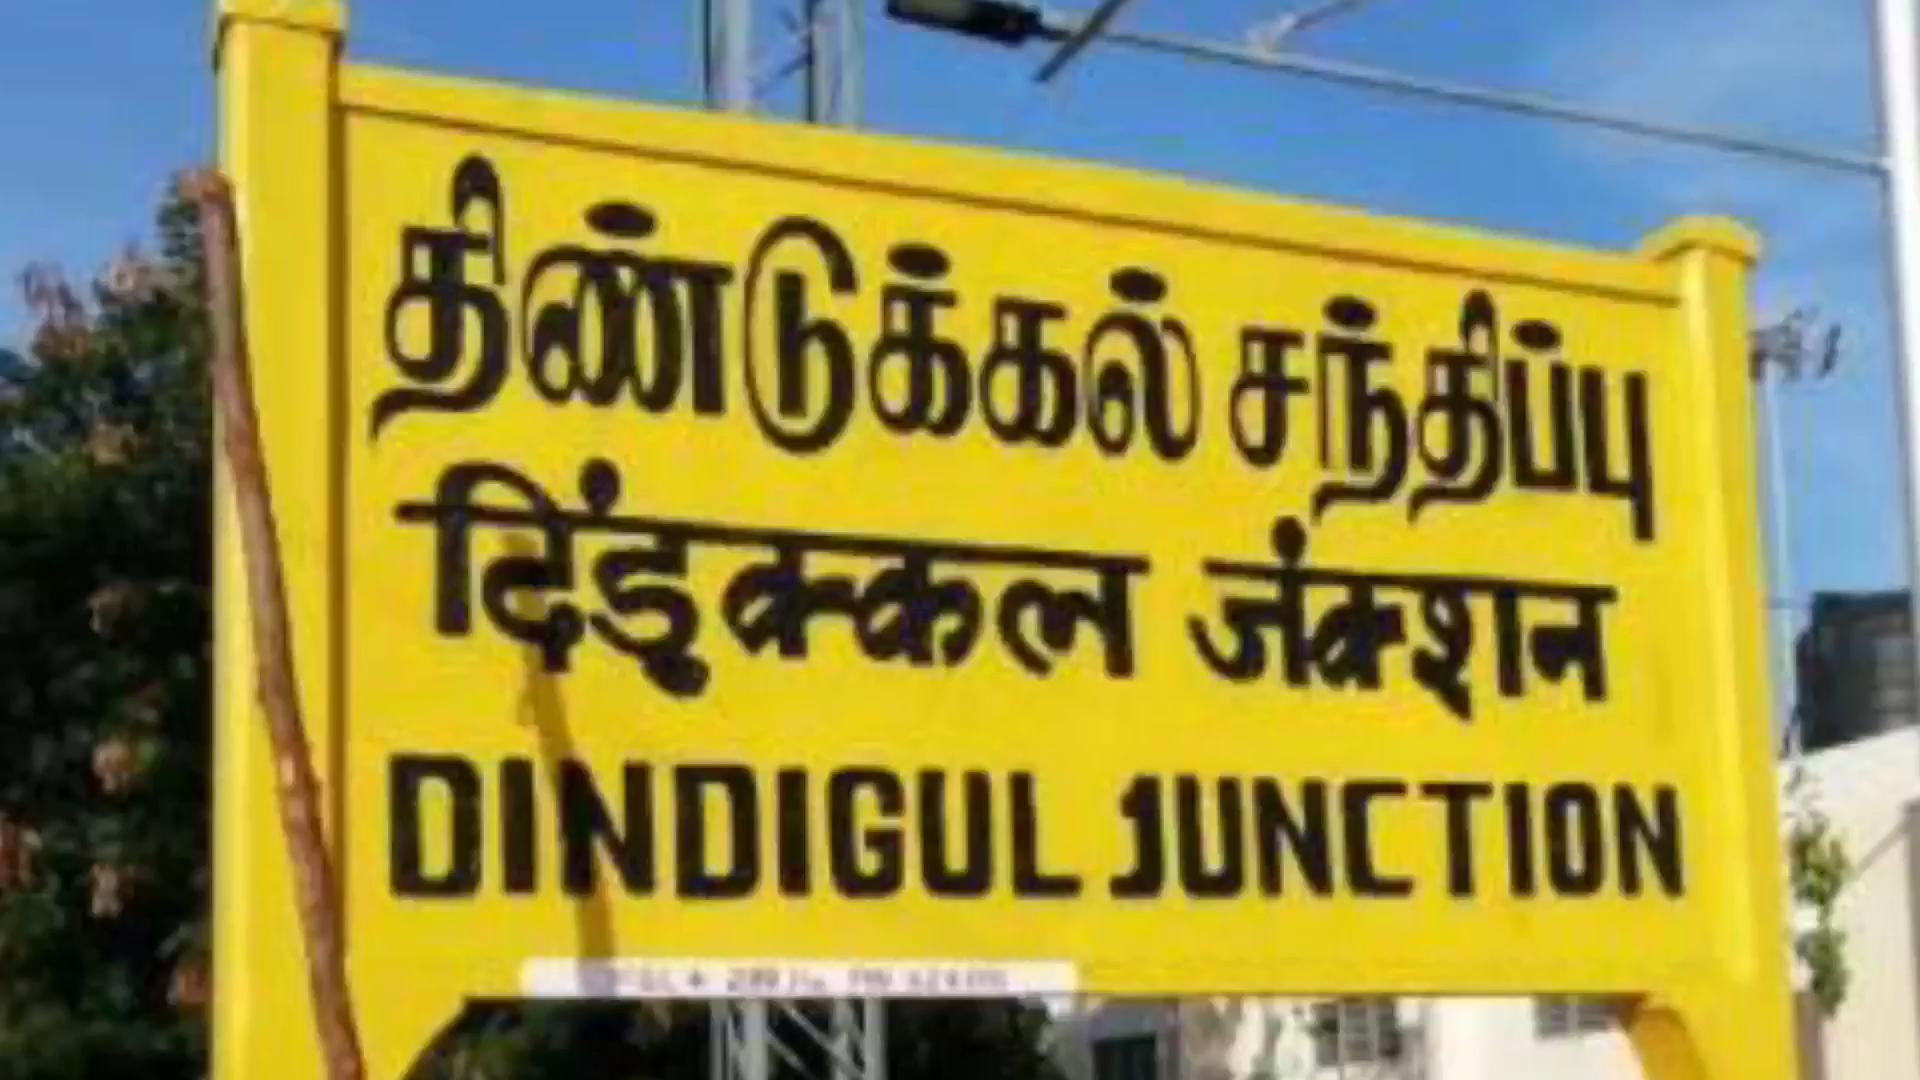 திண்டுக்கல் சந்திப்பு
दिंडुक्कल जंक्शन
DINDIGUL JUNCTION